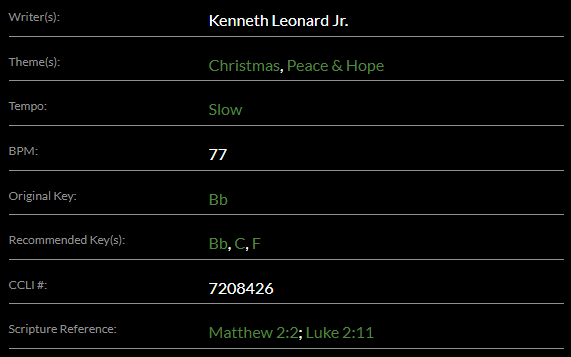 Writer(s): Kenneth Leonard Jr.
Theme(s): Christmas, Peace & Hope
Tempo: Slow
BPM: 77
Original Key: Bb
Recommended Key(s): Bb, C, F
CCLI #: 7208426
Scripture Reference: Matthew 2:2; Luke 2:11